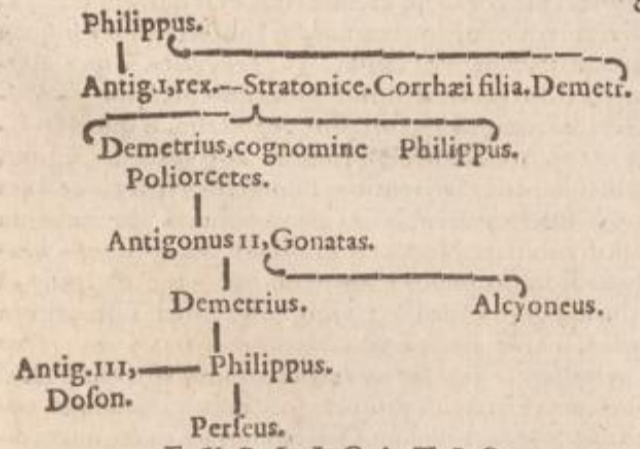 Philippus.
Antig.I,rex.--Stratonice.Corrhæi filia.Demetr.
Demetrius,cognomine Philippus.
Poliorcetes.
Antigonus II,Gonatas.
Demetrius. Alcyoneus.
Antig.III,— Philippus.
Doſon.
Perſeus.